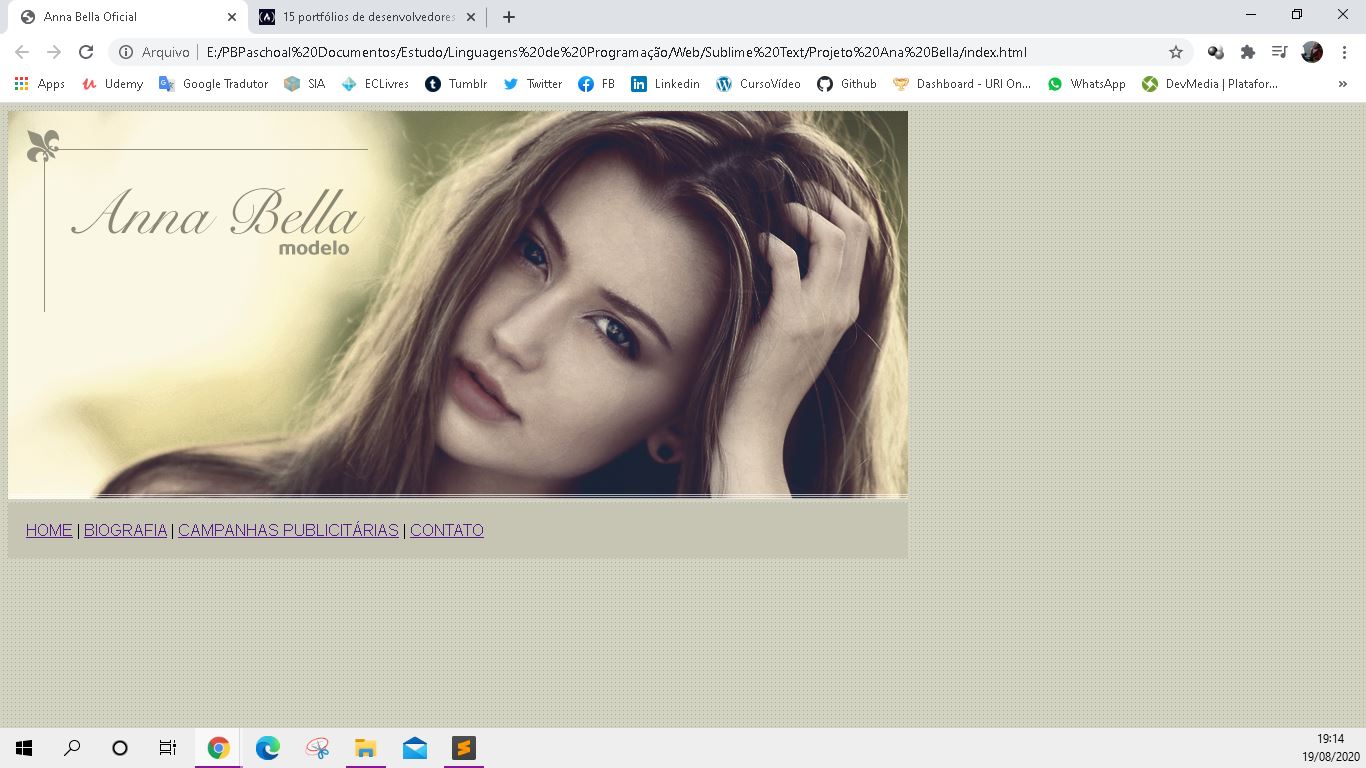 Anna Bella Oficial
15 portfólios de desenvolvedores
Arquivo
E:/PBPaschoal%20Documentos/Estudo/Linguagens%20de%20Programação/Web/Sublime%20Text/Projeto%20Ana%20Bella/index.html
Apps
Udemy
Google Tradutor
SIA
ECLivres
Tumblr
Twitter
FB
Linkedin
CursoVídeo
Github
Dashboard - URI On...
WhatsApp
DevMedia | Platafor...
Anna Bella
modelo
HOME | BIOGRAFIA | CAMPANHAS PUBLICITÁRIAS | CONTATO
19:14
19/08/2020